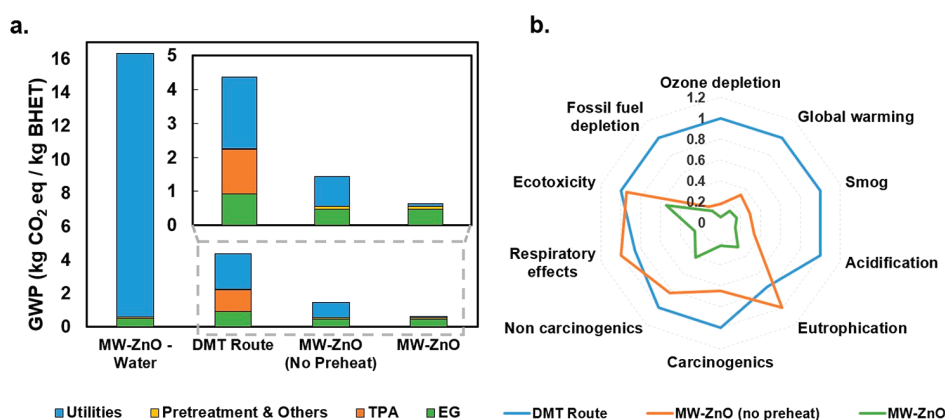 a.
GWP (kg CO2 eq / kg BHET)
16
14
12
10
8
6
4
2
0
5
4
3
2
1
0
MW-ZnO -
Water
DMT Route
MW-ZnO
(No Preheat)
MW-ZnO
Utilities
Pretreatment & Others
TPA
EG
b.
Ozone depletion
1.2
1
0.8
0.6
0.4
0.2
0
Global warming
Smog
Acidification
Eutrophication
Carcinogenics
Non carcinogenics
Respiratory
effects
Ecotoxicity
Fossil fuel
depletion
DMT Route
MW-ZnO (no preheat)
MW-ZnO